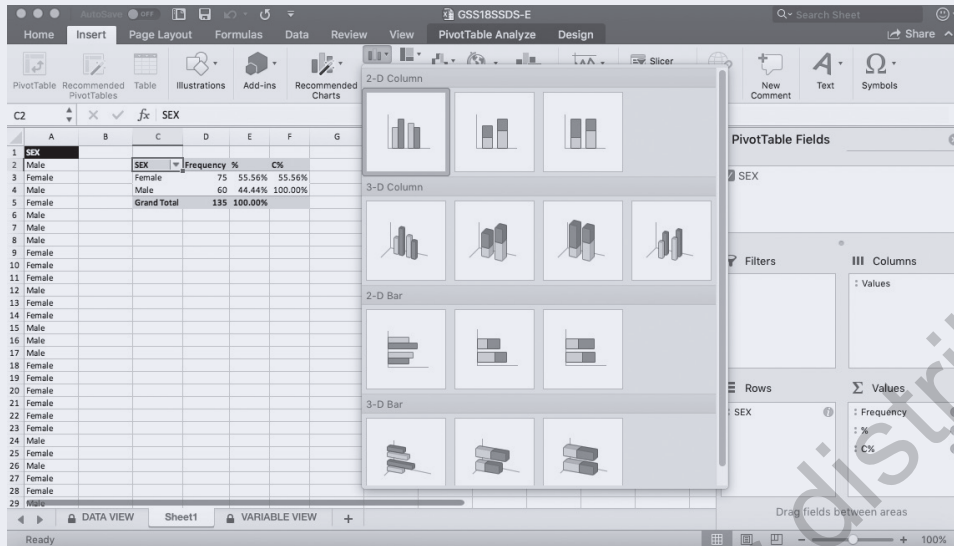 AutoSave OFF GSS18SSDS-E Search Sheet
Home Insert Page Layout Formulas Data Review View PivotTable Analyze Design Share
PivotTable Recommended PivotTables Table Illustrations Add-ins Recommended Charts Slicer New Comment Text Symbols
C2 fx SEX
A B C D E F G
1 SEX
2 Male SEX Frequency % C%
3 Female Female 75 55.56% 55.56%
4 Male Male 60 44.44% 100.00%
5 Female Grand Total 135 100.00%
6 Male
7 Male
8 Male
9 Female
10 Female
11 Female
12 Male
13 Female
14 Female
15 Male
16 Male
17 Male
18 Female
19 Female
20 Female
21 Female
22 Female
23 Female
24 Male
25 Female
26 Male
27 Female
28 Female
29 Male
2-D Column
3-D Column
2-D Bar
3-D Bar
PivotTable Fields
SEX
Filters Columns
Values
Rows Values
SEX Frequency
%
C%
Drag fields between areas
DATA VIEW Sheet1 VARIABLE VIEW +
Ready 100%
distri